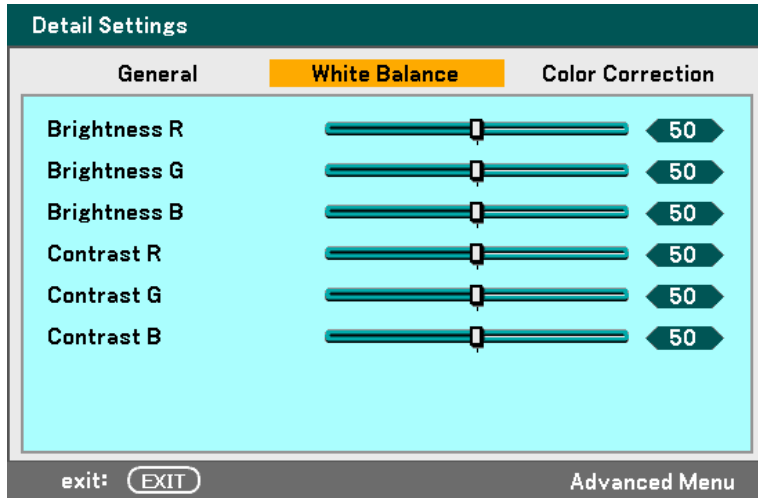 Detail Settings
General White Balance Color Correction
Brightness R 50
Brightness G 50
Brightness B 50
Contrast R 50
Contrast G 50
Contrast B 50
exit: EXIT Advanced Menu